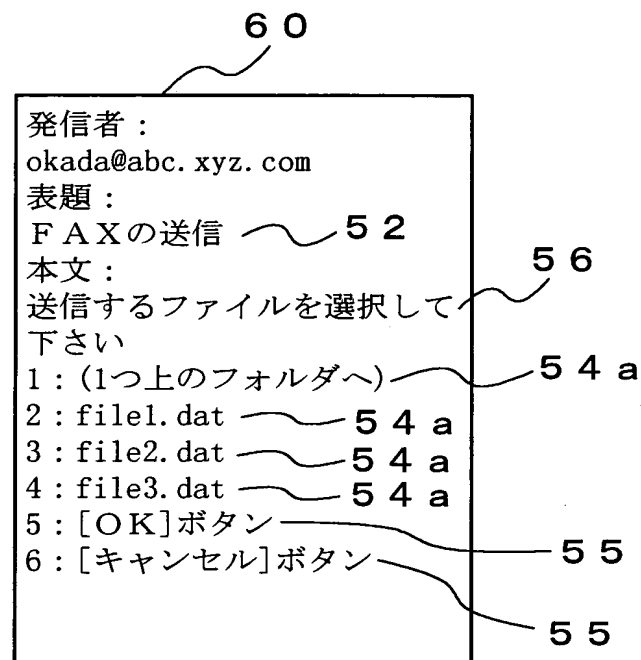 ６０
発信者：
okada@abc.xyz.com
表題：
ＦＡＸの送信 ５２
本文：
５６
送信するファイルを選択して
下さい
1：(1つ上のフォルダへ) ５４ａ
2：file1.dat ５４ａ
3：file2.dat ５４ａ
4：file3.dat ５４ａ
5：[ＯＫ]ボタン ５５
6：[キャンセル]ボタン
５５